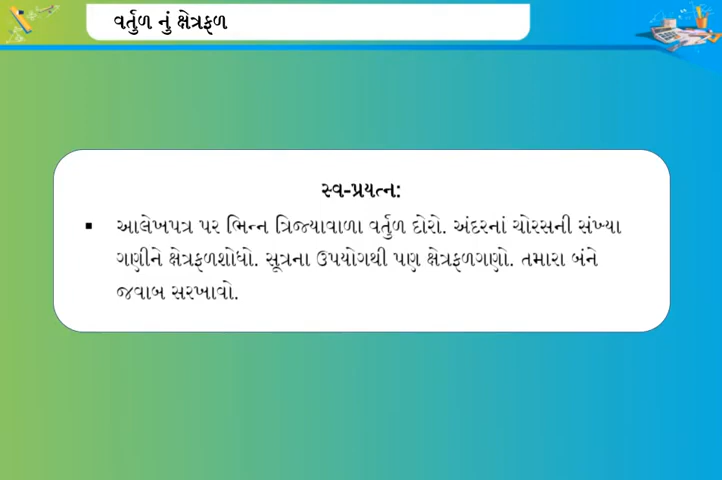 વર્તુળ નું ક્ષેત્રફળ
સ્વ-પ્રયત્ન:
▪ આલેખપત્ર પર ભિન્ન ત્રિજ્યાવાળા વર્તુળ દોરો. અંદરનાં ચોરસની સંખ્યા
ગણીને ક્ષેત્રફળશોધો. સૂત્રના ઉપયોગથી પણ ક્ષેત્રફળગણો. તમારા બંને
જવાબ સરખાવો.